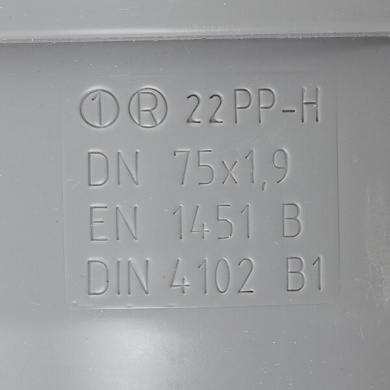 ① Ⓡ 22PP-H
DN 75x1,9
EN 1451 B
DIN 4102 B1